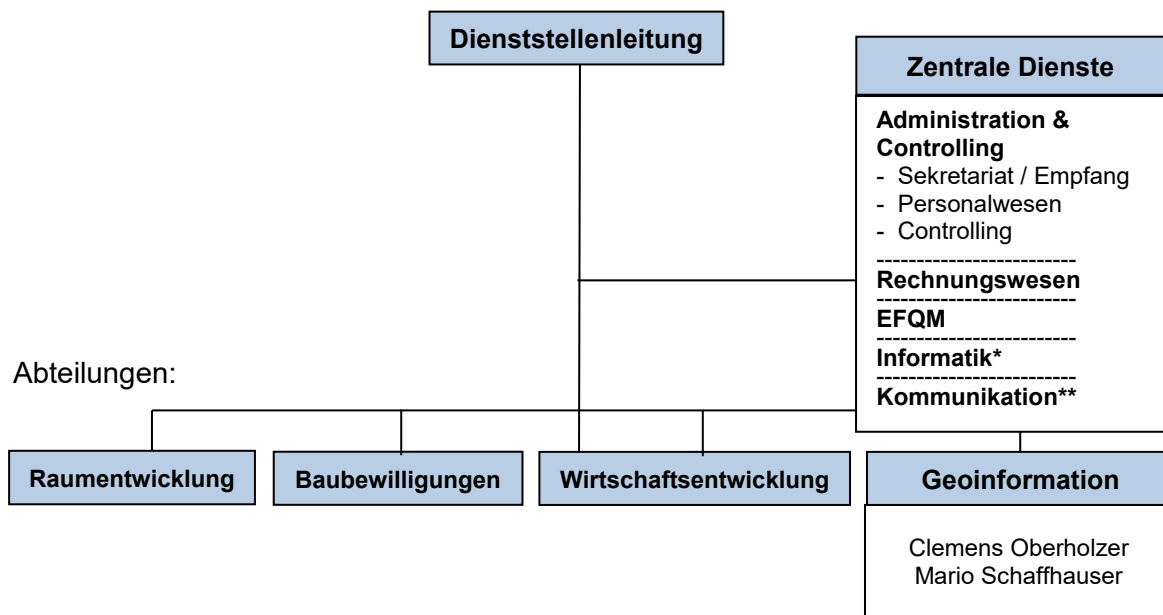 Dienststellenleitung
Zentrale Dienste
Administration &
Controlling
- Sekretariat / Empfang
- Personalwesen
- Controlling
-------------------------
Rechnungswesen
-------------------------
EFQM
-------------------------
Informatik*
-------------------------
Kommunikation**
Abteilungen:
Raumentwicklung
Baubewilligungen
Wirtschaftsentwicklung
Geoinformation
Clemens Oberholzer
Mario Schaffhauser